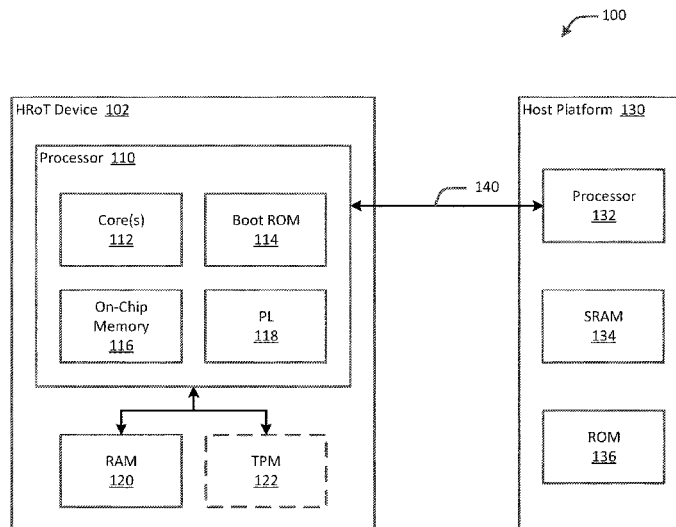 100
HRoT Device 102
Host Platform 130
Processor 110
140
Core(s)
112
Boot ROM
114
Processor
132
On-Chip
Memory
116
PL
118
SRAM
134
RAM
120
TPM
122
ROM
136